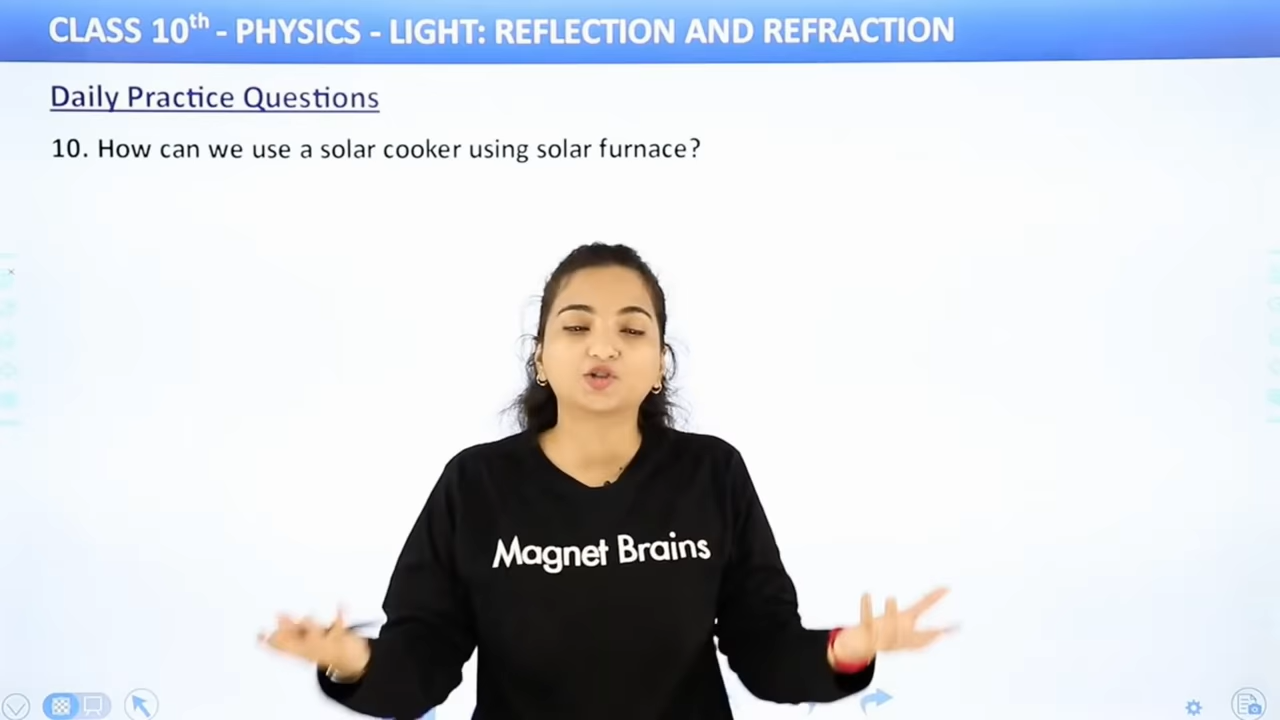 CLASS 10th - PHYSICS - LIGHT: REFLECTION AND REFRACTION
Daily Practice Questions
10. How can we use a solar cooker using solar furnace?
Magnet Brains